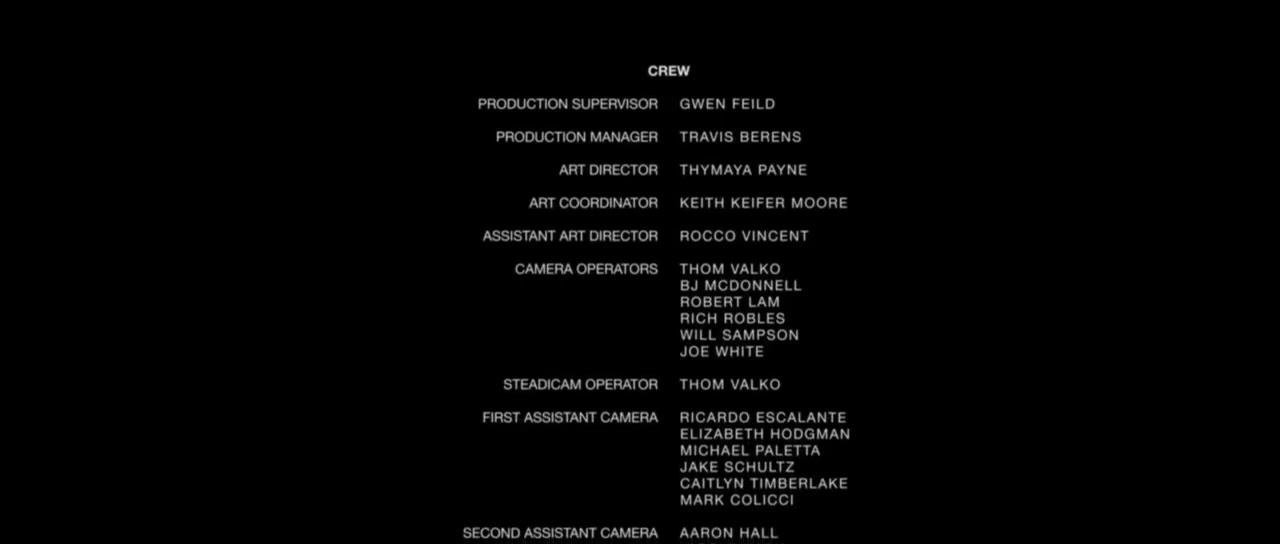 CREW
PRODUCTION SUPERVISOR GWEN FEILD
PRODUCTION MANAGER TRAVIS BERENS
ART DIRECTOR THYMAYA PAYNE
ART COORDINATOR KEITH KEIFER MOORE
ASSISTANT ART DIRECTOR ROCCO VINCENT
CAMERA OPERATORS THOM VALKO
BJ MCDONNELL
ROBERT LAM
RICH ROBLES
WILL SAMPSON
JOE WHITE
STEADICAM OPERATOR THOM VALKO
FIRST ASSISTANT CAMERA RICARDO ESCALANTE
ELIZABETH HODGMAN
MICHAEL PALETTA
JAKE SCHULTZ
CAITLYN TIMBERLAKE
MARK COLICCI
SECOND ASSISTANT CAMERA AARON HALL